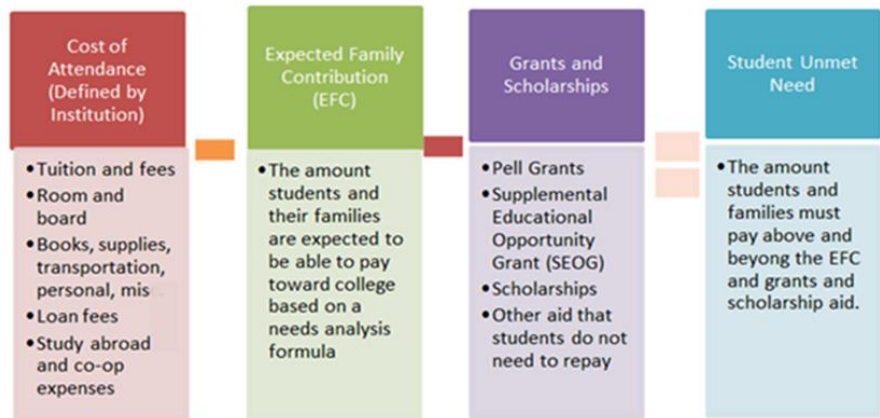 Cost of
Attendance
(Defined by
Institution)
•Tuition and fees
•Room and
board
•Books, supplies,
transportation,
personal, mis
•Loan fees
•Study abroad
and co-op
expenses
Expected Family
Contribution
(EFC)
•The amount
students and
their families
are expected to
be able to pay
toward college
based on a
needs analysis
formula
Grants and
Scholarships
•Pell Grants
•Supplemental
Educational
Opportunity
Grant (SEOG)
•Scholarships
•Other aid that
students do not
need to repay
Student Unmet
Need
•The amount
students and
families must
pay above and
beyong the EFC
and grants and
scholarship aid.